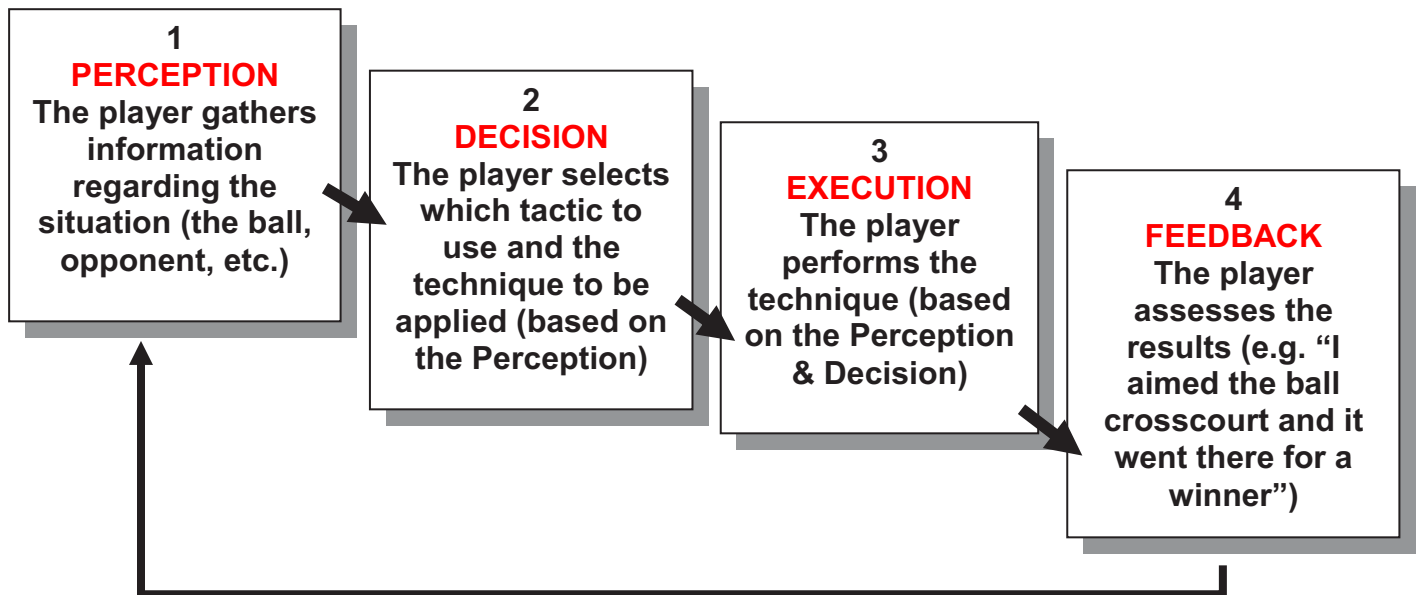 1
PERCEPTION
The player gathers
information
regarding the
situation (the ball,
opponent, etc.)
2
DECISION
The player selects
which tactic to
use and the
technique to be
applied (based on
the Perception)
3
EXECUTION
The player
performs the
technique (based
on the Perception
& Decision)
4
FEEDBACK
The player
assesses the
results (e.g. “I
aimed the ball
crosscourt and it
went there for a
winner”)